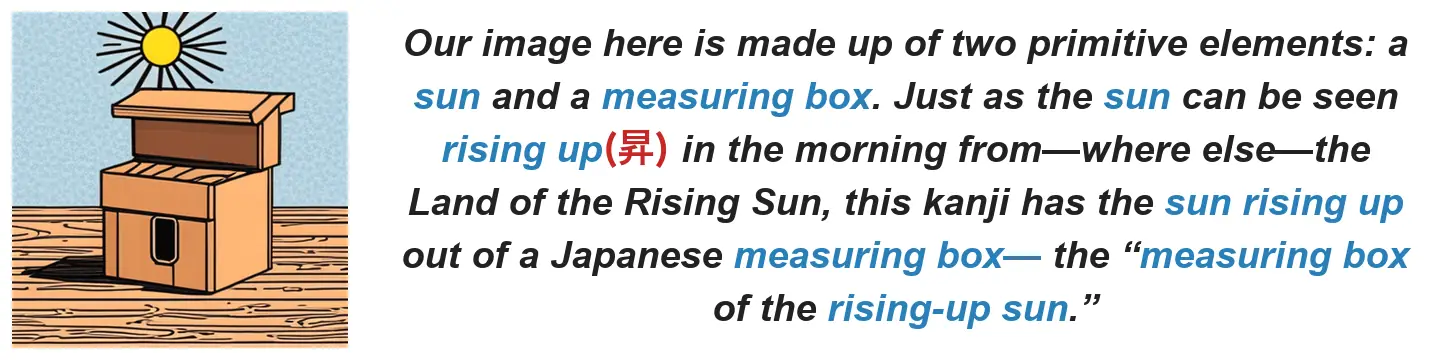 Our image here is made up of two primitive elements: a
sun and a measuring box. Just as the sun can be seen
rising up(昇) in the morning from—where else—the
Land of the Rising Sun, this kanji has the sun rising up
out of a Japanese measuring box— the “measuring box
of the rising-up sun.”